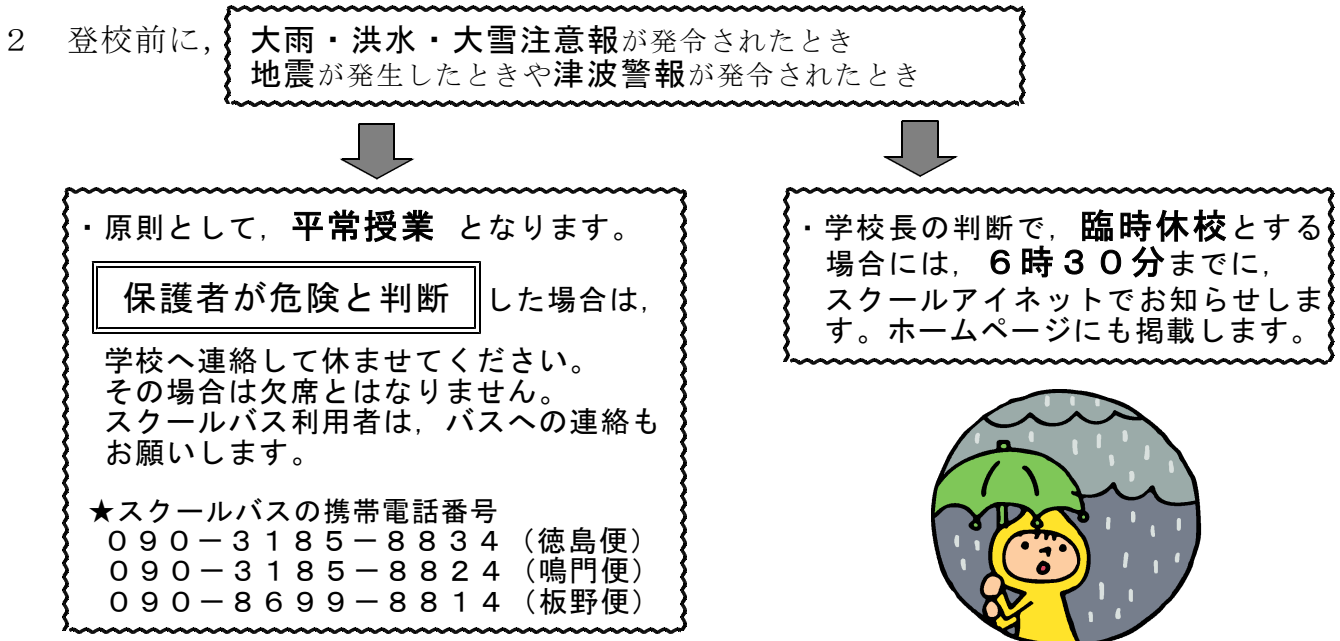 ２　登校前に，
大雨・洪水・大雪注意報が発令されたとき
地震が発生したときや津波警報が発令されたとき
・原則として，平常授業 となります。
保護者が危険と判断 した場合は，
学校へ連絡して休ませてください。
その場合は欠席とはなりません。
スクールバス利用者は，バスへの連絡も
お願いします。
★スクールバスの携帯電話番号
０９０－３１８５－８８３４（徳島便）
０９０－３１８５－８８２４（鳴門便）
０９０－８６９９－８８１４（板野便）
・学校長の判断で，臨時休校とする
場合には，６時３０分までに，
スクールアイネットでお知らせしま
す。ホームページにも掲載します。